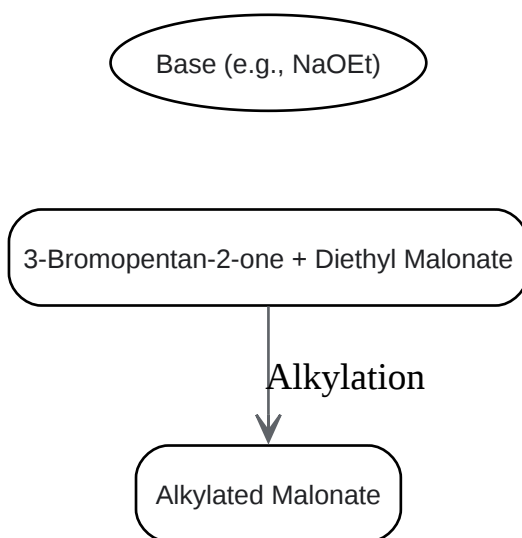 Base (e.g., NaOEt)
3-Bromopentan-2-one + Diethyl Malonate
Alkylation
Alkylated Malonate